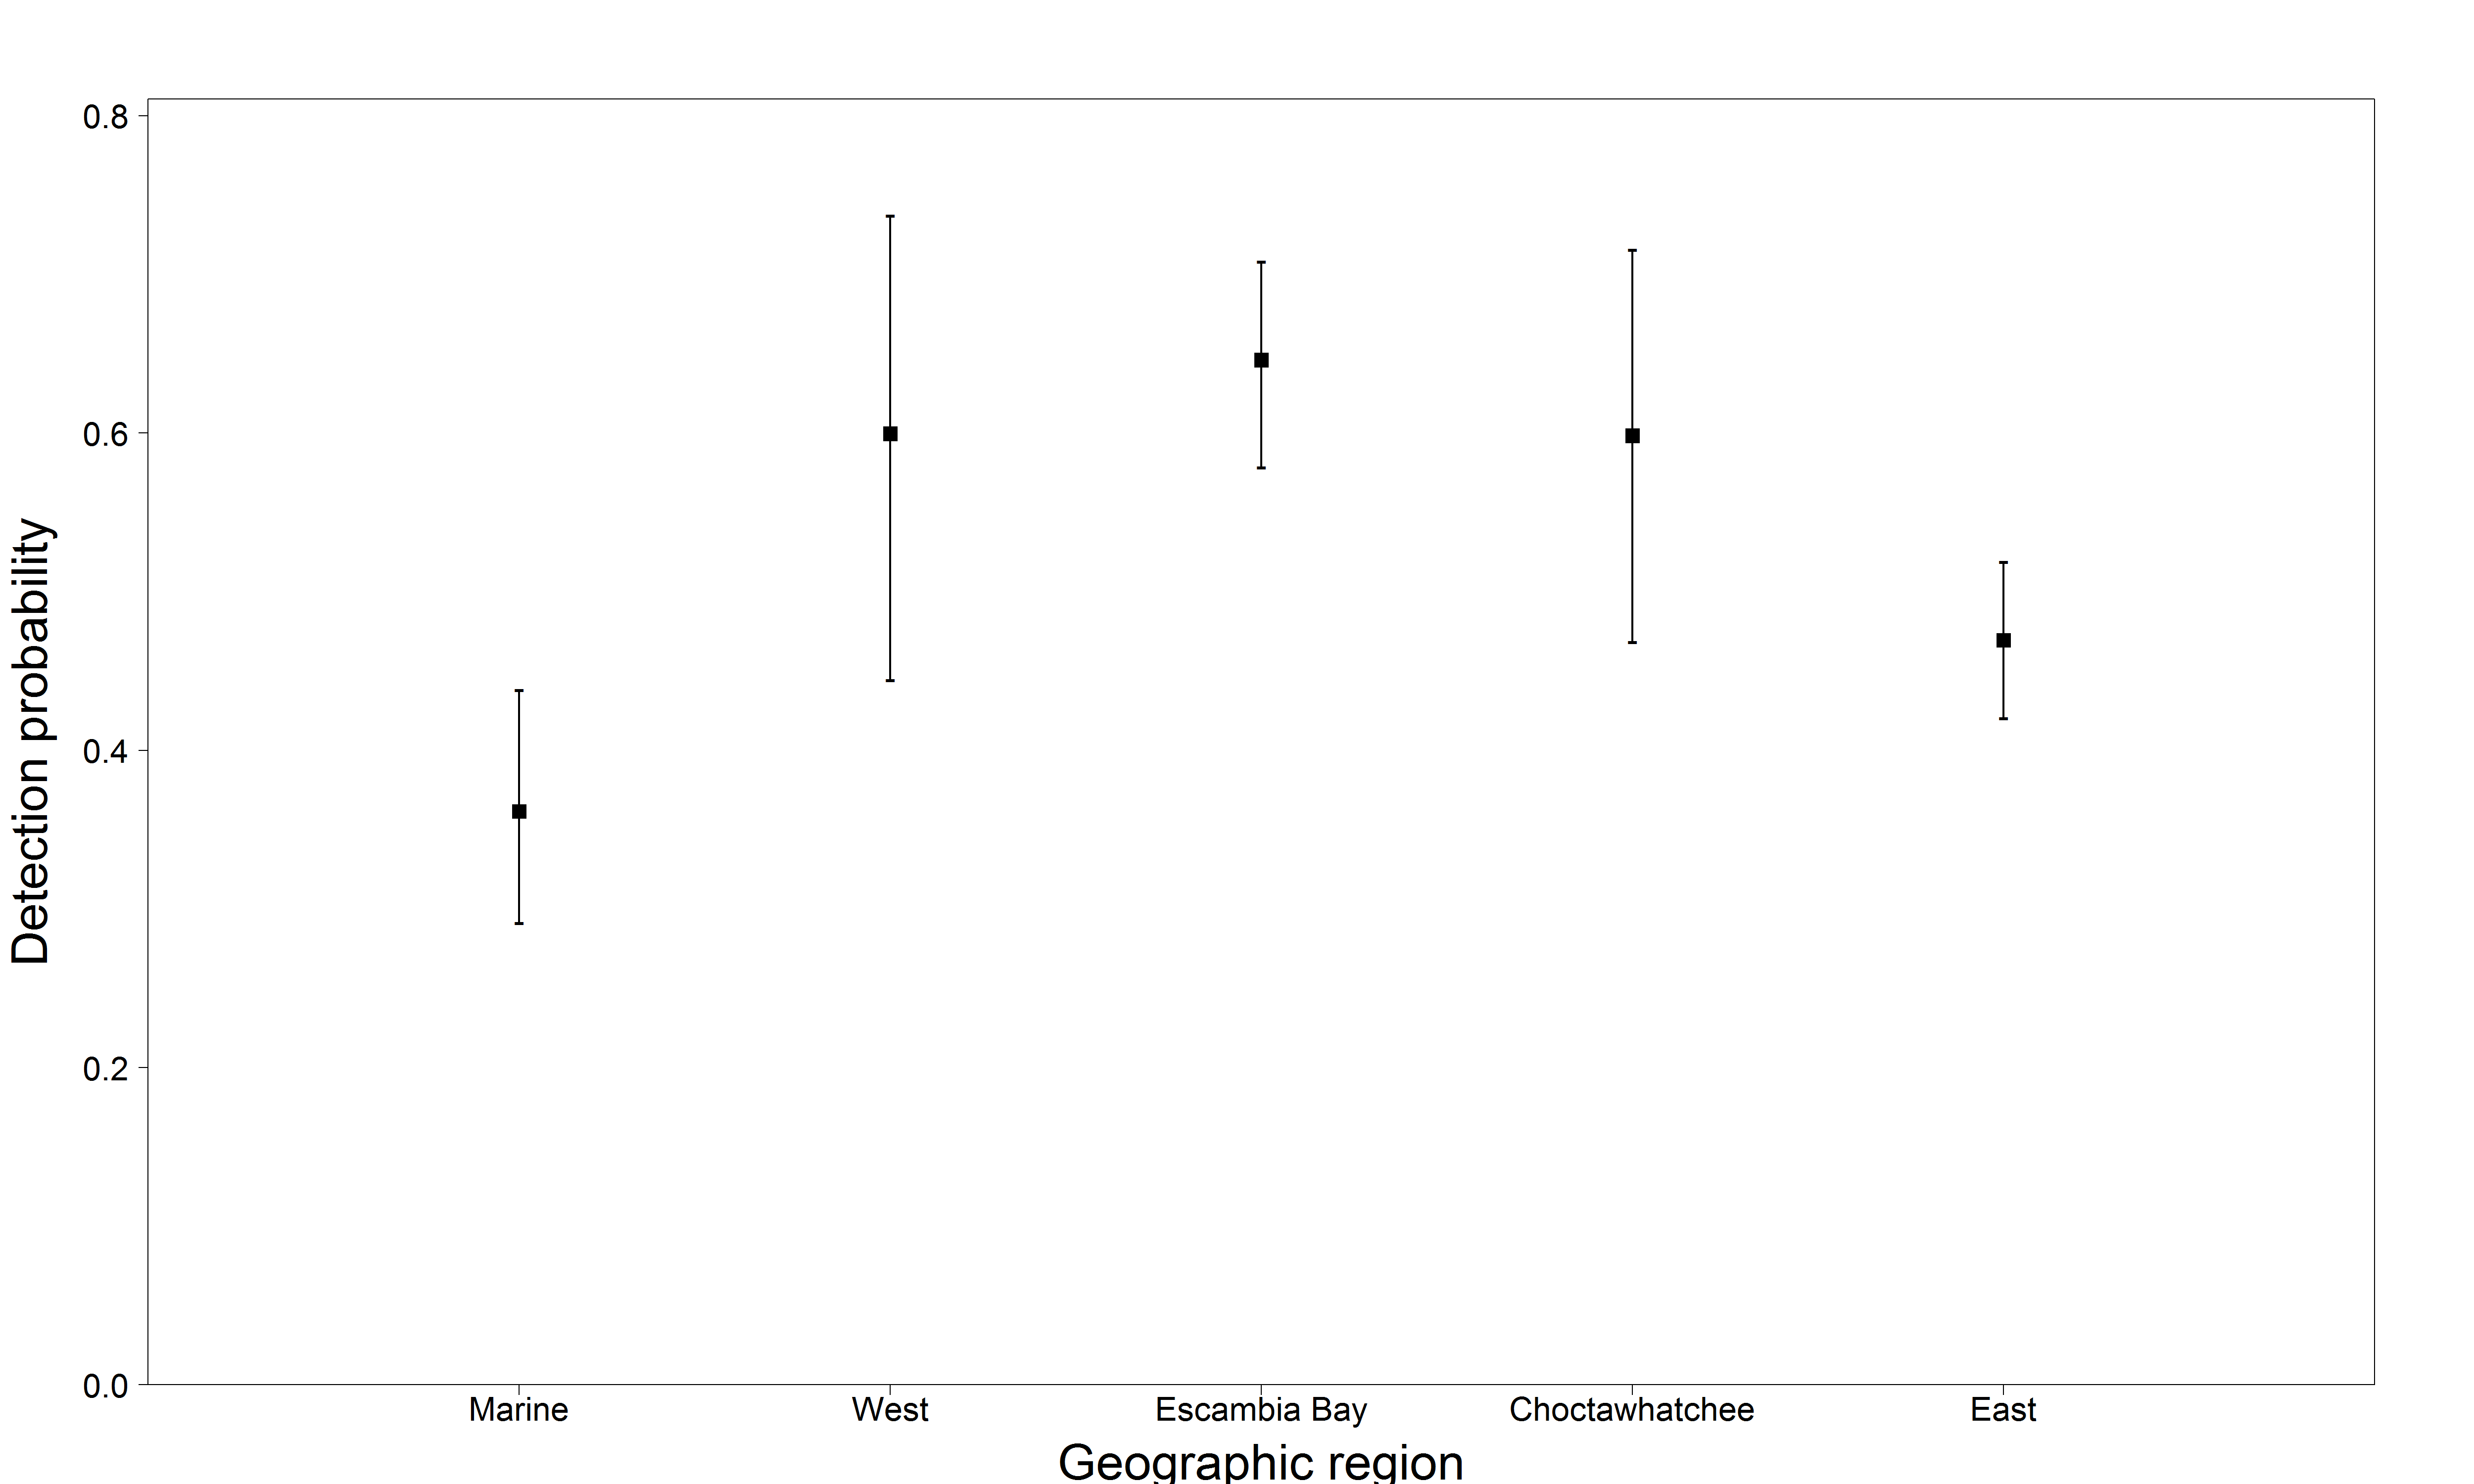 0.8
0.6
0.4
0.2
0.0
Detection probability
Marine West Escambia Bay Choctawhatchee East
Geographic region